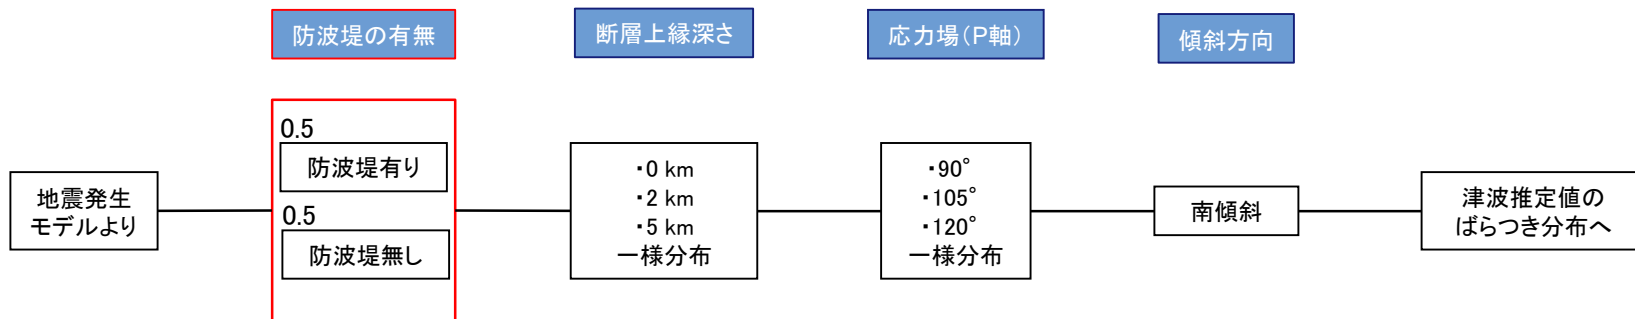 防波堤の有無
断層上縁深さ
応力場(P軸)
傾斜方向
地震発生
モデルより
0.5
防波堤有り
0.5
防波堤無し
・0 km
・2 km
・5 km
一様分布
・90°
・105°
・120°
一様分布
南傾斜
津波推定値の
ばらつき分布へ